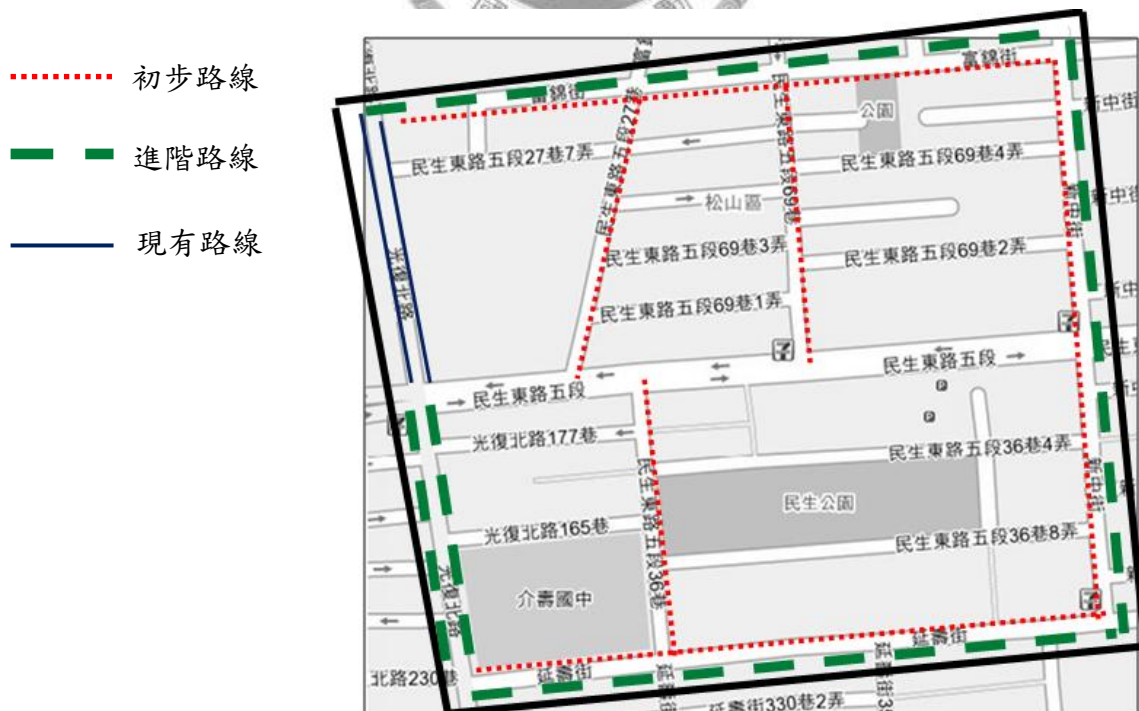 初步路線
進階路線
現有路線
富錦街
富錦街
公園
新中街
民生東路五段27巷
民生東路五段27巷7弄
民生東路五段69巷
民生東路五段69巷4弄
松山區
新中街
新中街
民生東路五段69巷3弄
民生東路五段69巷2弄
光復北路
民生東路五段69巷1弄
新中
民生東路五段
民生東路五段
P
P
光復北路177巷
民生東路五段36巷4弄
民生東路五段36巷
新中街
民生公園
光復北路165巷
民生東路五段36巷8弄
光復北路
介壽國中
延壽街
延壽街
北路230巷
延壽街330巷2弄